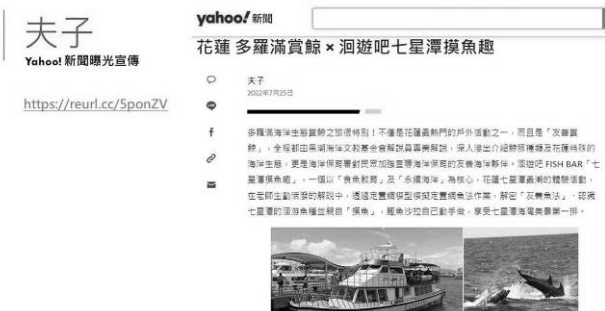 夫子
Yahoo! 新聞曝光宣傳
https://reurl.cc/5ponZV
yahoo! 新聞
花蓮 多羅滿賞鯨 × 洄遊吧七星潭摸魚趣
夫子
2022年7月25日
多羅滿海洋生態賞鯨之旅很特別！不僅是花蓮最熱門的戶外活動之一，而且是「友善賞
鯨」，全程都由黑潮海洋文教基金會解說員專業解說，深入淺出介紹鯨豚種類及花蓮特殊的
海洋生態，更是海洋保育署對民眾加強宣導海洋保育的友善海洋夥伴。洄遊吧 FISH BAR「七
星潭摸魚趣」，一個以「食魚教育」及「永續海洋」為核心，花蓮七星潭最潮的體驗活動，
在老師生動活潑的解說中，透過定置網模型模擬定置網漁法作業，解密「友善漁法」、認識
七星潭的洄游魚種並親自「摸魚」，鰹魚沙拉自己動手做，享受七星潭海灣美景第一排。